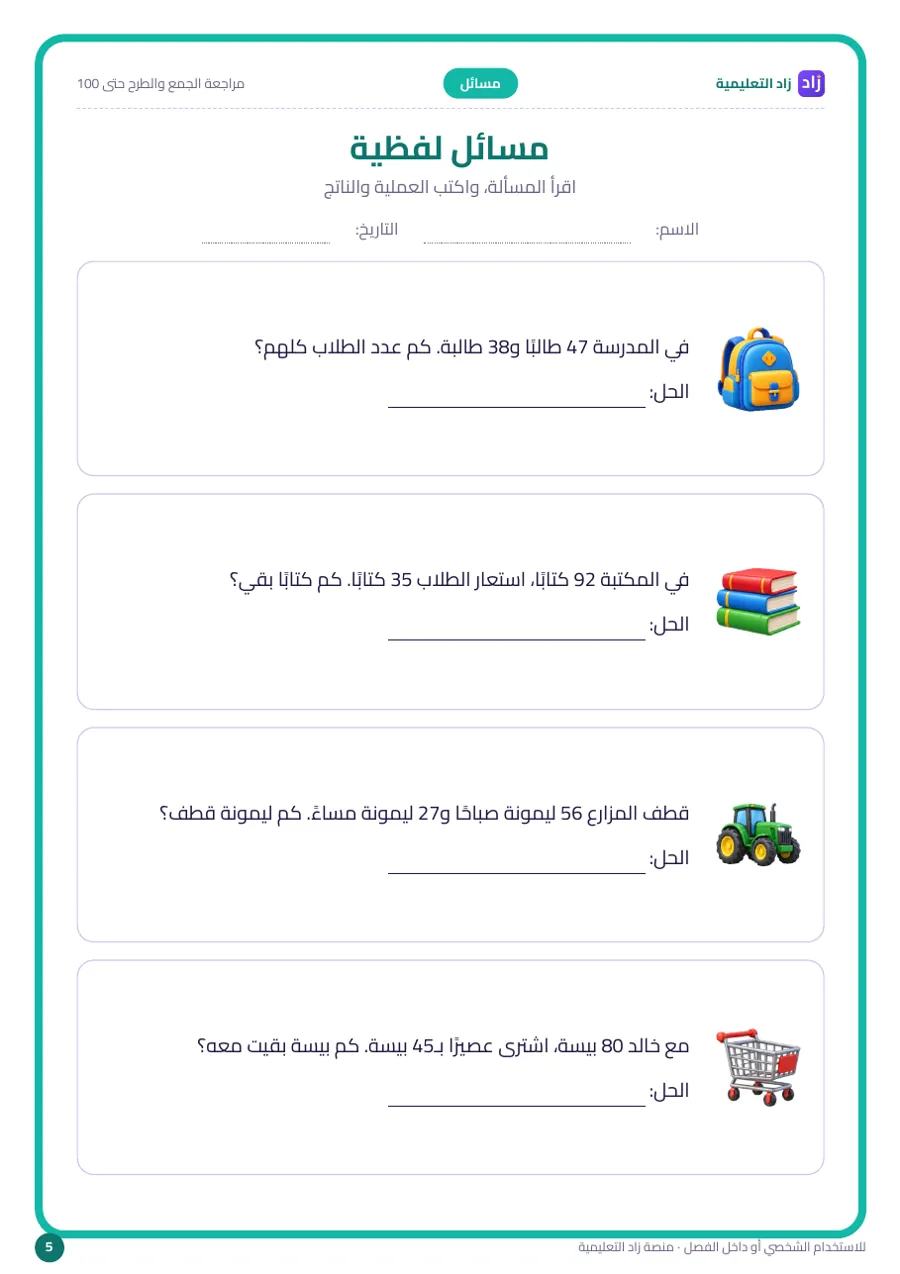 زاد زاد التعليمية
مسائل
مراجعة الجمع والطرح حتى 100
مسائل لفظية
اقرأ المسألة، واكتب العملية والناتج
الاسم: التاريخ:
في المدرسة 47 طالبًا و38 طالبة. كم عدد الطلاب كلهم؟
الحل:
في المكتبة 92 كتابًا، استعار الطلاب 35 كتابًا. كم كتابًا بقي؟
الحل:
قطف المزارع 56 ليمونة صباحًا و27 ليمونة مساءً. كم ليمونة قطف؟
الحل:
مع خالد 80 بيسة، اشترى عصيرًا بـ45 بيسة. كم بيسة بقيت معه؟
الحل:
للاستخدام الشخصي أو داخل الفصل · منصة زاد التعليمية
5